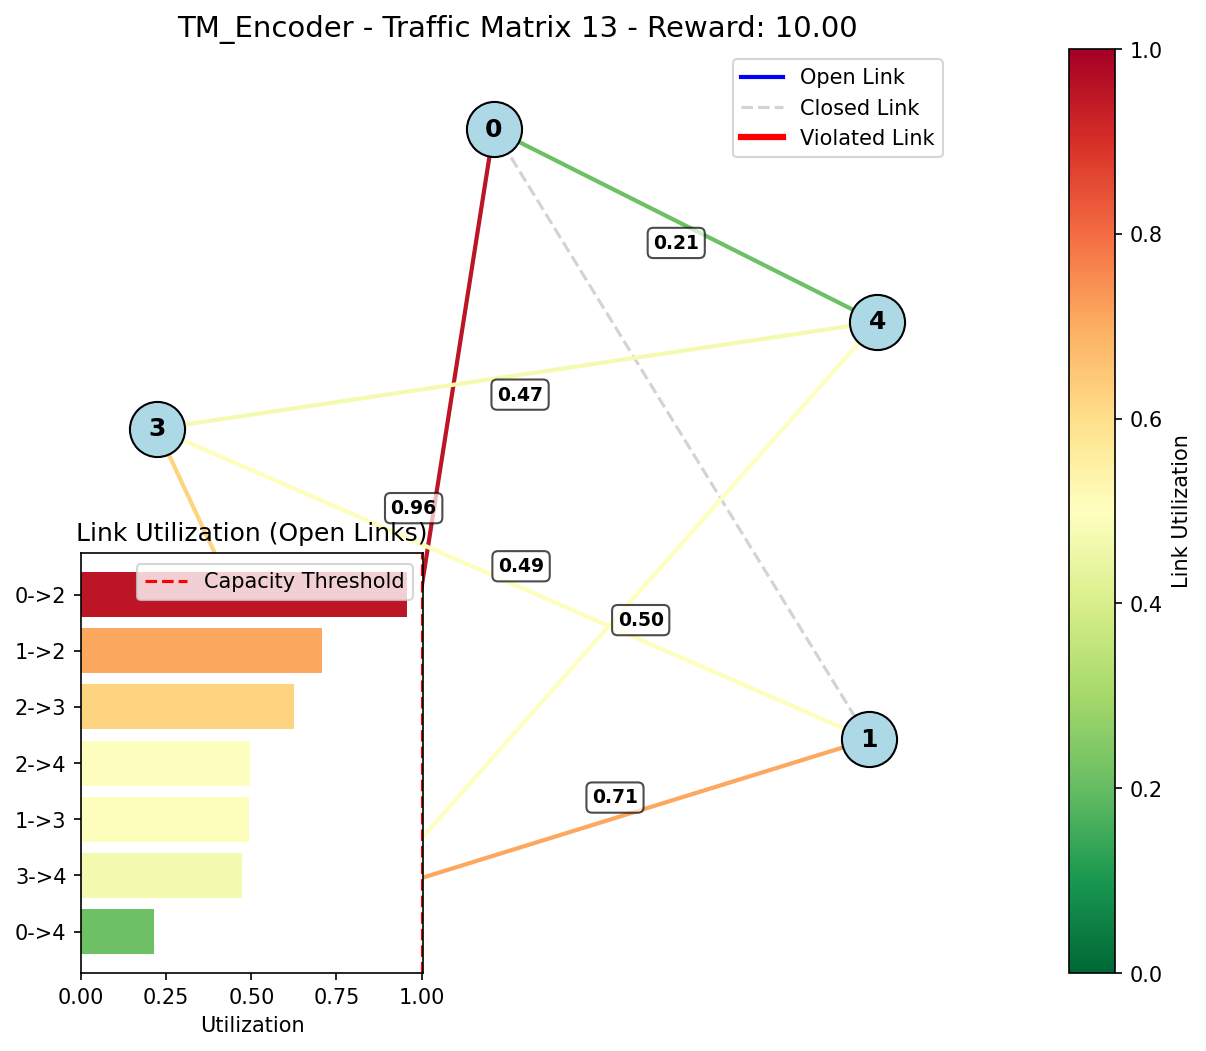 TM_Encoder - Traffic Matrix 13 - Reward: 10.00
Open Link
Closed Link
Violated Link
0
4
3
1
0.21
0.47
0.96
0.49
0.50
0.71
Link Utilization (Open Links)
Capacity Threshold
0->2
1->2
2->3
2->4
1->3
3->4
0->4
0.00 0.25 0.50 0.75 1.00
Utilization
1.0
0.8
0.6
0.4
0.2
0.0
Link Utilization